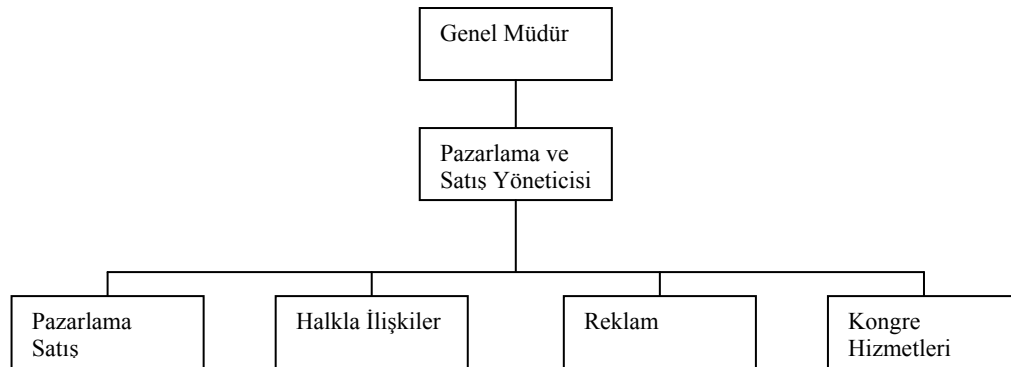 Genel Müdür
Pazarlama ve
Satış Yöneticisi
Pazarlama
Satış
Halkla İlişkiler
Reklam
Kongre
Hizmetleri